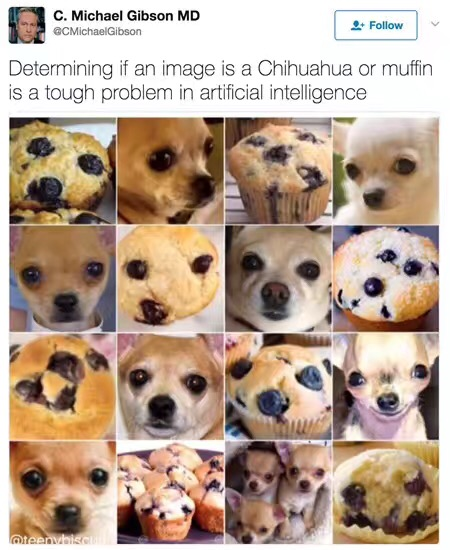 C. Michael Gibson MD
@CMichaelGibson
Follow
Determining if an image is a Chihuahua or muffin
is a tough problem in artificial intelligence
@teenybiscuit